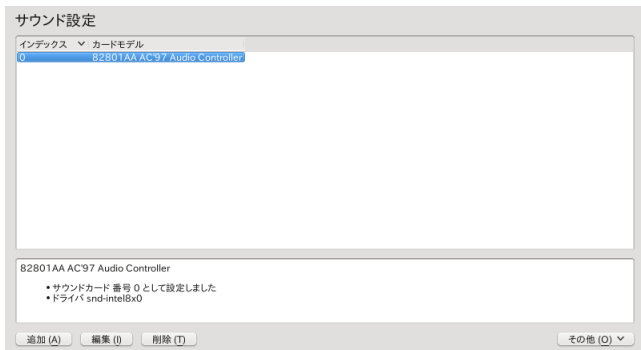 サウンド設定
インデックス カードモデル
0 82801AA AC'97 Audio Controller
82801AA AC'97 Audio Controller
•サウンドカード 番号 0 として設定しました
•ドライバ snd-intel8x0
追加 (A) 編集 (I) 削除 (T) その他 (O)